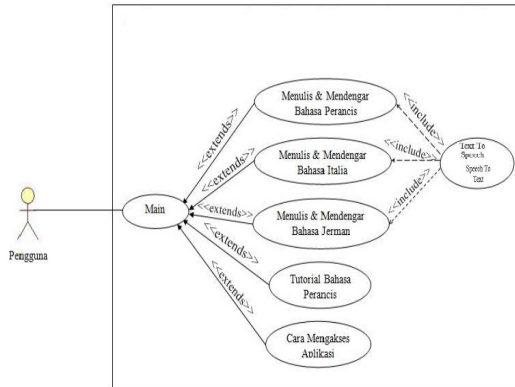 Menulis & Mendengar
Bahasa Perancis
<<extends>>
<<include>>
Text To
Speech
Speech To
Text
<<include>>
<<extends>>
Menulis & Mendengar
Bahasa Italia
<<include>>
<<extends>>
Menulis & Mendengar
Bahasa Jerman
Main
Pengguna
<<extends>>
Tutorial Bahasa
Perancis
<<extends>>
Cara Mengakses
Aplikasi